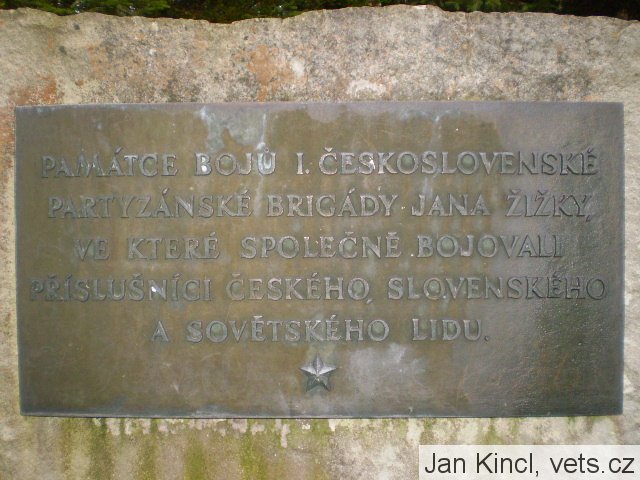 PAMÁTCE BOJŮ I. ČESKOSLOVENSKÉ
PARTYZÁNSKÉ BRIGÁDY JANA ŽIŽKY,
VE KTERÉ SPOLEČNĚ BOJOVALI
PŘÍSLUŠNÍCI ČESKÉHO, SLOVENSKÉHO
A SOVĚTSKÉHO LIDU.
Jan Kincl, vets.cz